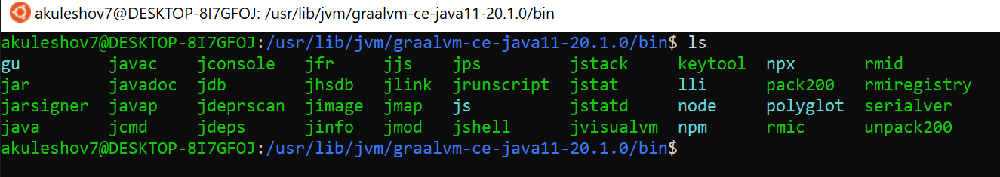 akuleshov7@DESKTOP-8I7GFOJ: /usr/lib/jvm/graalvm-ce-java11-20.1.0/bin
akuleshov7@DESKTOP-8I7GFOJ:/usr/lib/jvm/graalvm-ce-java11-20.1.0/bin$ ls
gu javac jconsole jfr jjs jps jstack keytool npx rmid
jar javadoc jdb jhsdb jlink jrunscript jstat lli pack200 rmiregistry
jarsigner javap jdeprscan jimage jmap js jstatd node polyglot serialver
java jcmd jdeps jinfo jmod jshell jvisualvm npm rmic unpack200
akuleshov7@DESKTOP-8I7GFOJ:/usr/lib/jvm/graalvm-ce-java11-20.1.0/bin$